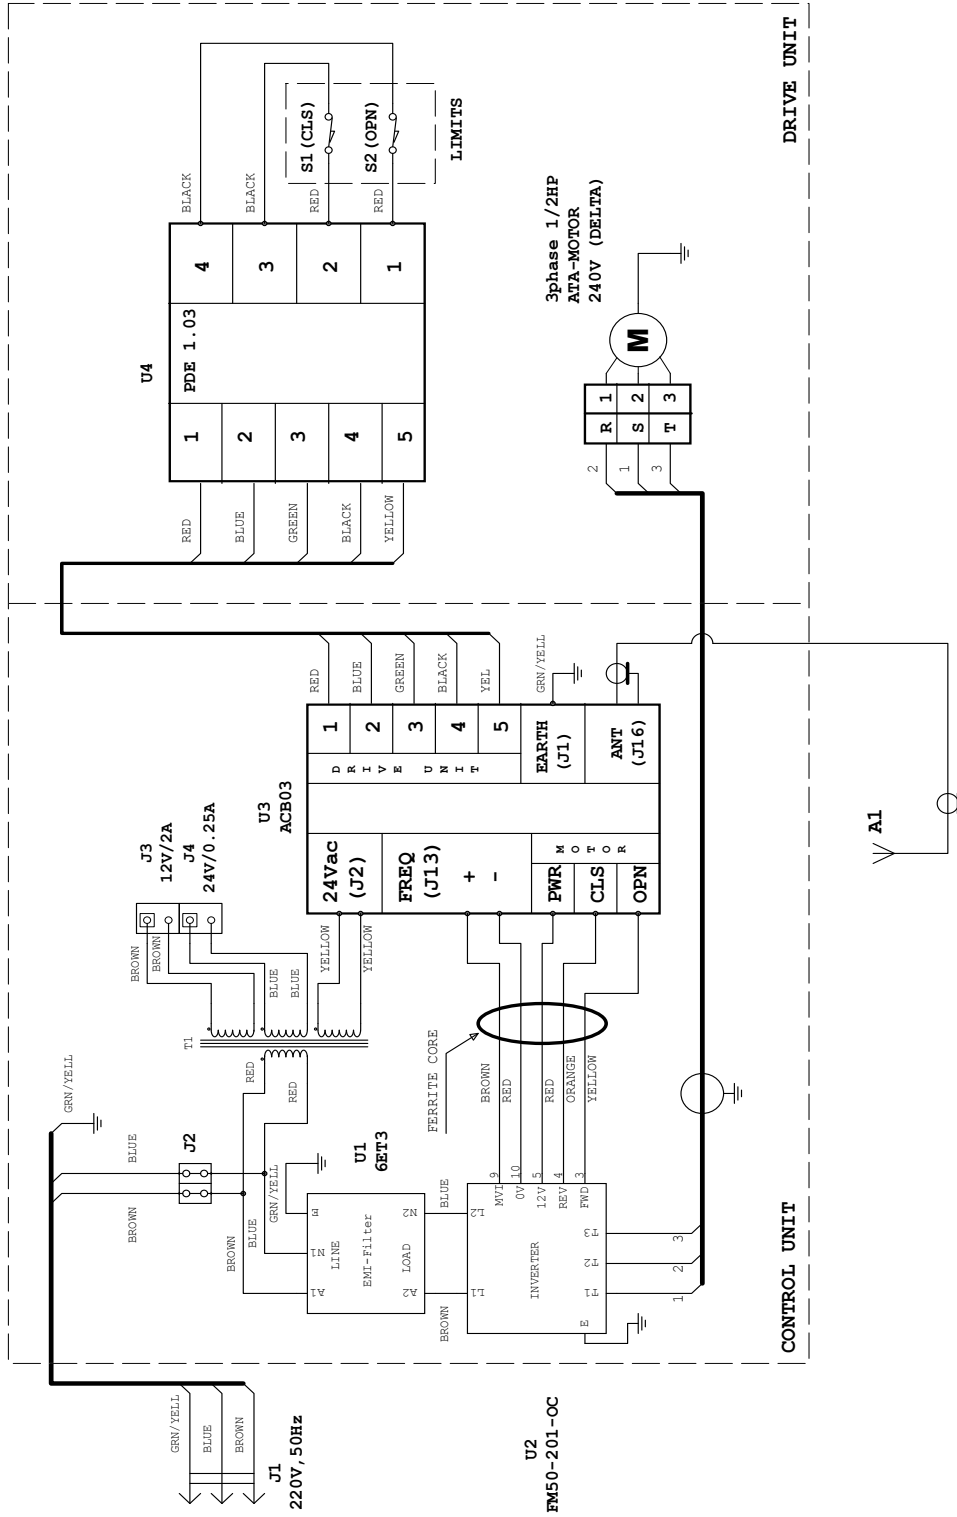 DRIVE UNIT
CONTROL UNIT
J1
220V,50Hz
GRN/YELL
BLUE
BROWN
GRN/YELL
BLUE
BROWN
J2
BROWN
BLUE
GRN/YELL
RED
RED
T1
BROWN
BROWN
BLUE
BLUE
YELLOW
YELLOW
J3
12V/2A
J4
24V/0.25A
U1
6ET3
A1
N1
E
LINE
EMI-Filter
LOAD
A2
N2
BROWN
BLUE
U2
FM50-201-OC
L1
L2
INVERTER
E
T1
T2
T3
1
2
3
MVI
9
0V
10
12V
5
REV
4
FWD
3
BROWN
RED
RED
ORANGE
YELLOW
FERRITE CORE
U3
ACB03
24Vac
(J2)
FREQ
(J13)
+
-
PWR
CLS
OPN
MOTOR
DRIVE UNIT
1
2
3
4
5
EARTH
(J1)
ANT
(J16)
RED
BLUE
GREEN
BLACK
YEL
GRN/YELL
A1
U4
PDE 1.03
RED
BLUE
GREEN
BLACK
YELLOW
1
2
3
4
5
4
3
2
1
BLACK
BLACK
RED
RED
S1(CLS)
S2(OPN)
LIMITS
3phase 1/2HP
ATA-MOTOR
240V (DELTA)
M
R
S
T
1
2
3
2
1
3